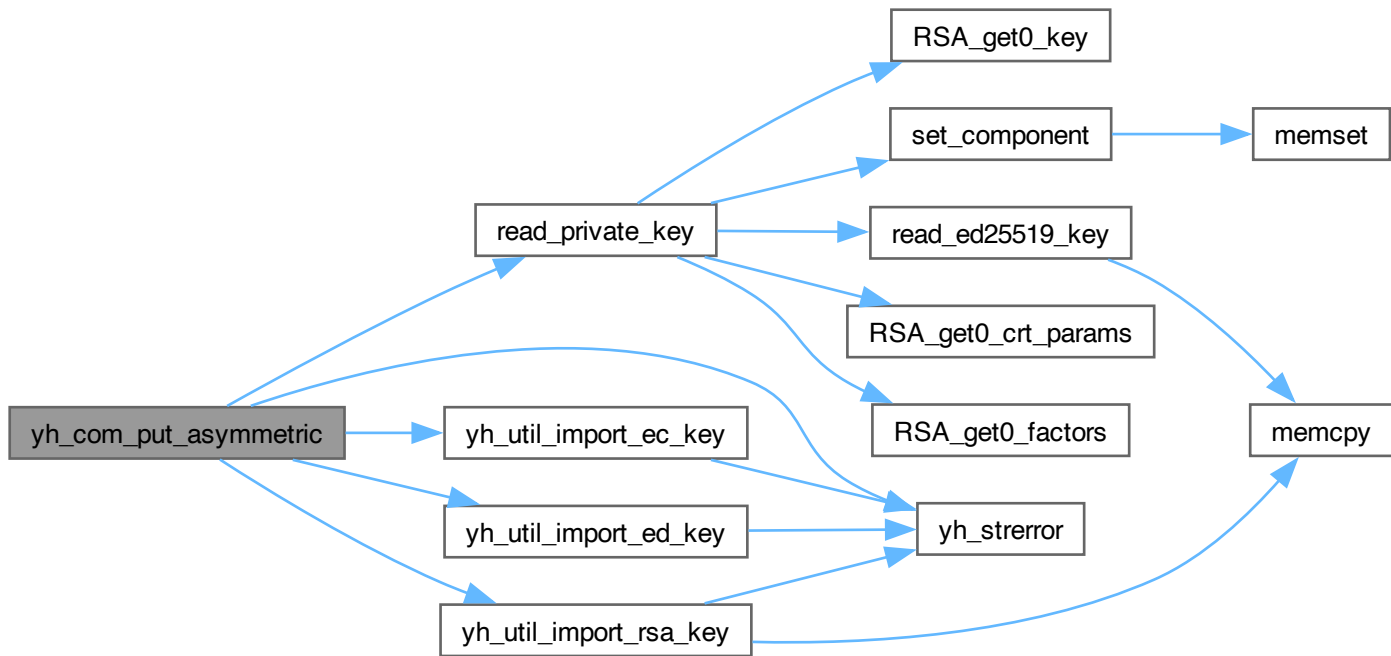 RSA_get0_key
set_component
memset
read_private_key
read_ed25519_key
RSA_get0_crt_params
yh_com_put_asymmetric
yh_util_import_ec_key
RSA_get0_factors
memcpy
yh_util_import_ed_key
yh_strerror
yh_util_import_rsa_key